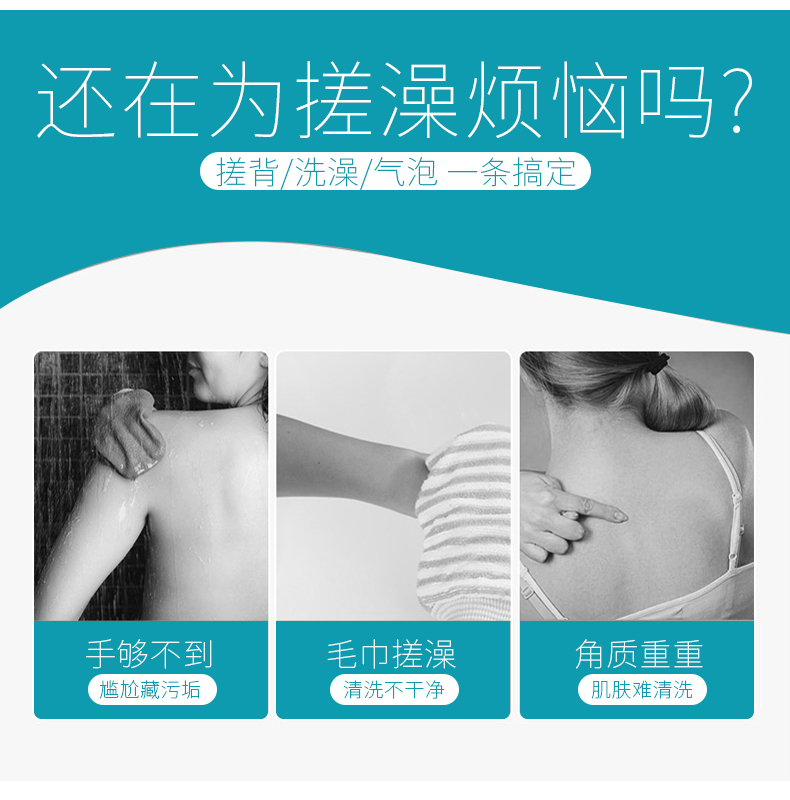 还在为搓澡烦恼吗?
搓背/洗澡/气泡 一条搞定
手够不到
尴尬藏污垢
毛巾搓澡
清洗不干净
角质重重
肌肤难清洗